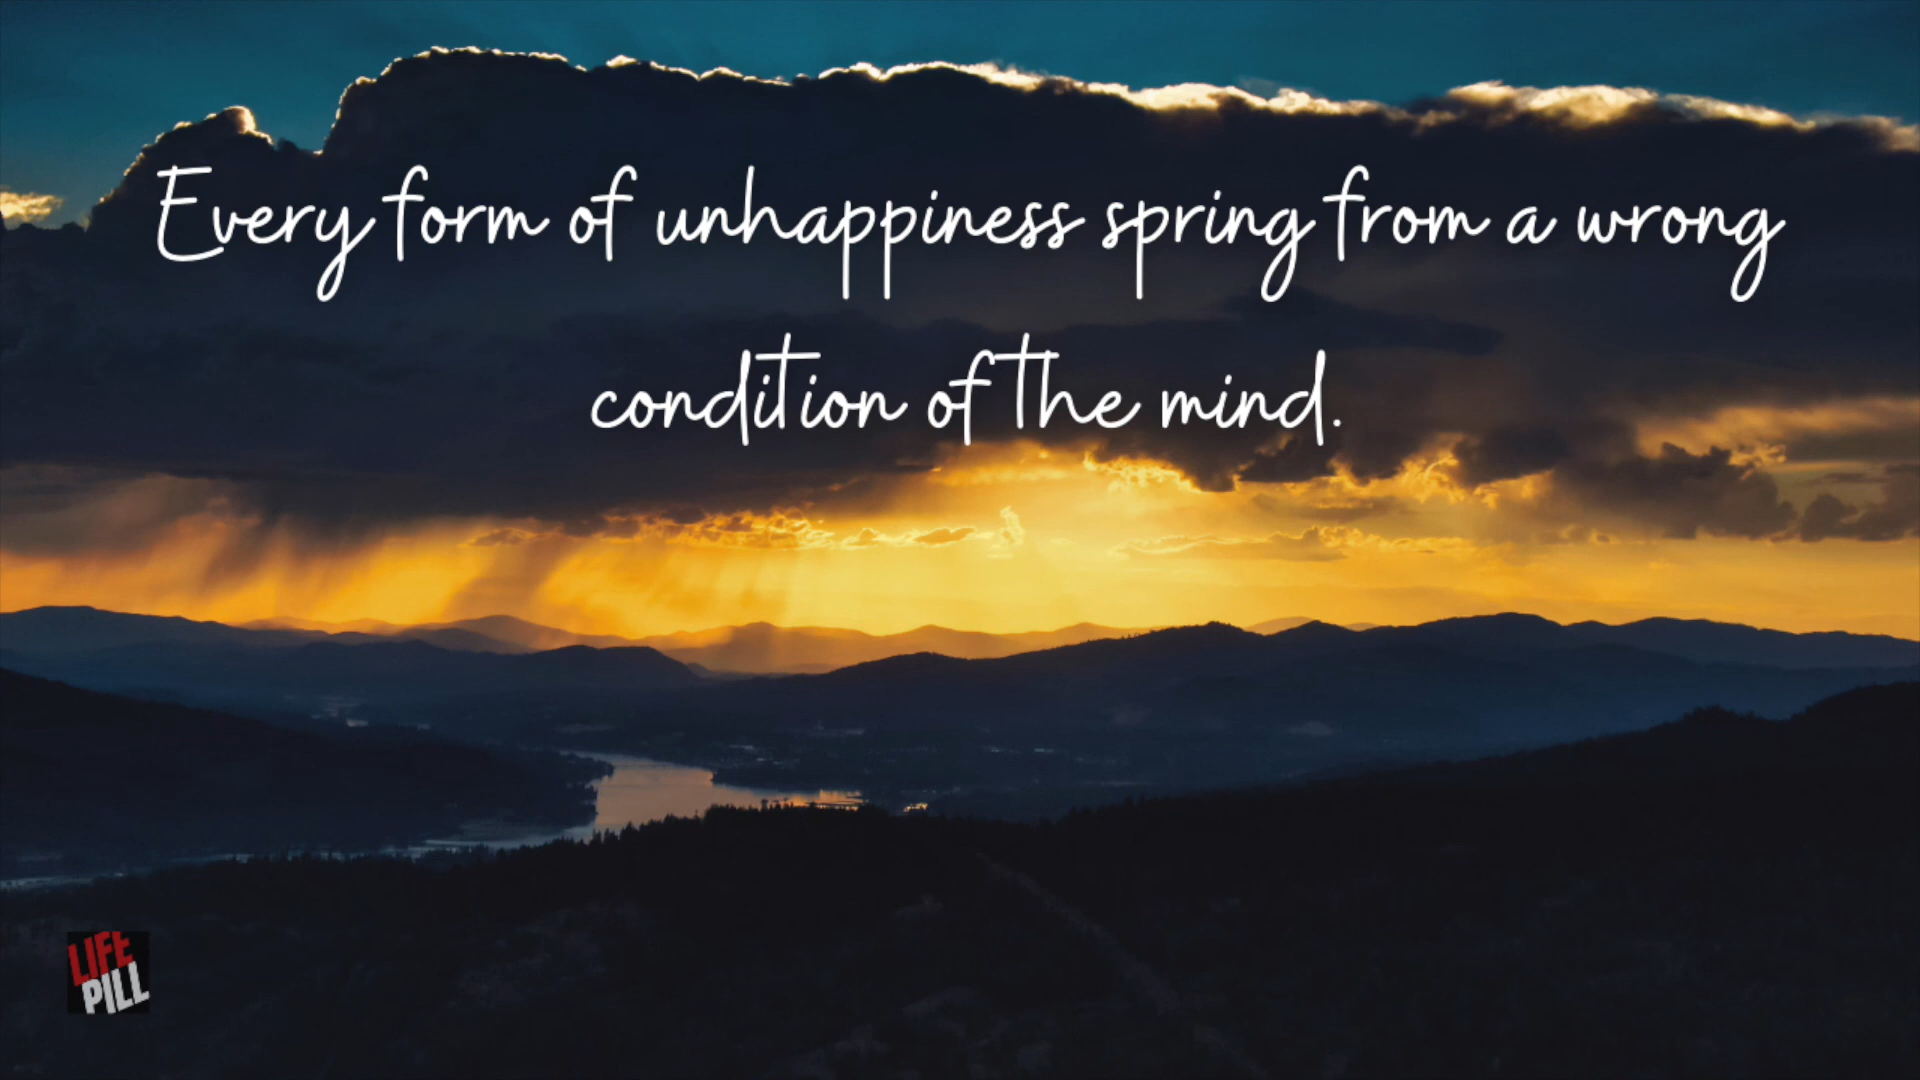 Every form of unhappiness spring from a wrong
condition of the mind.
LIFE
PILL